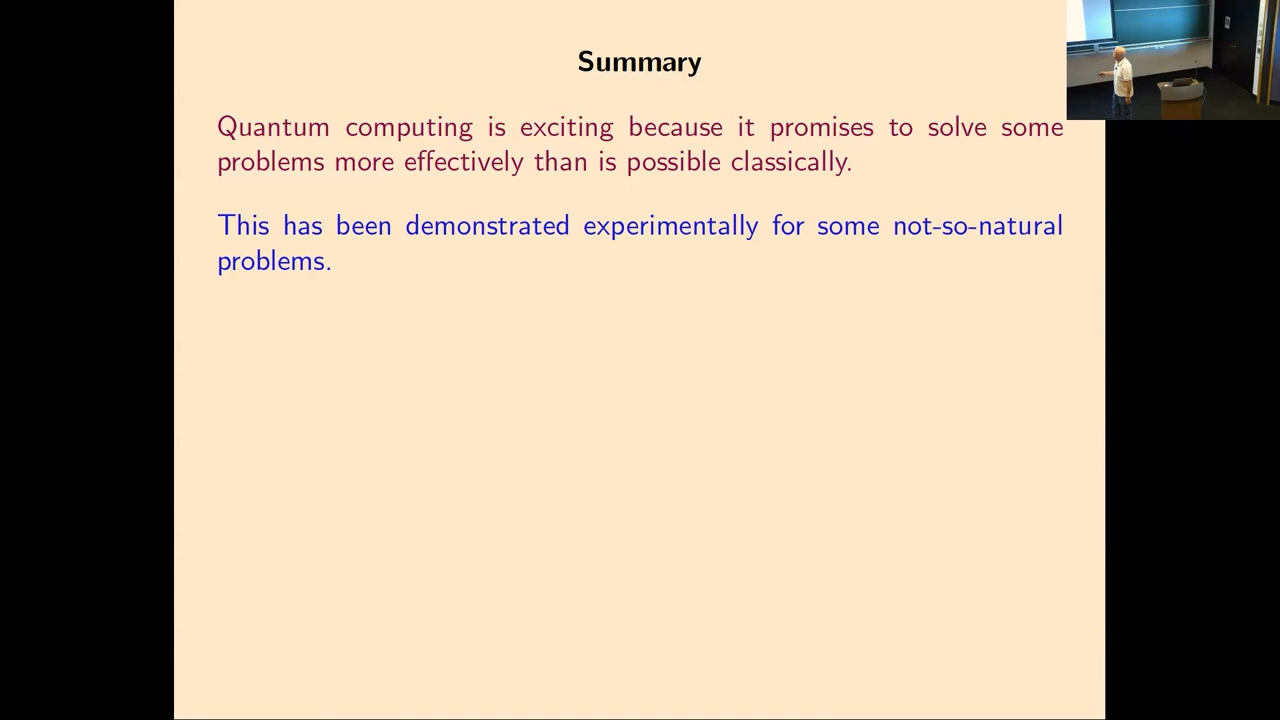 Summary
Quantum computing is exciting because it promises to solve some
problems more effectively than is possible classically.
This has been demonstrated experimentally for some not-so-natural
problems.